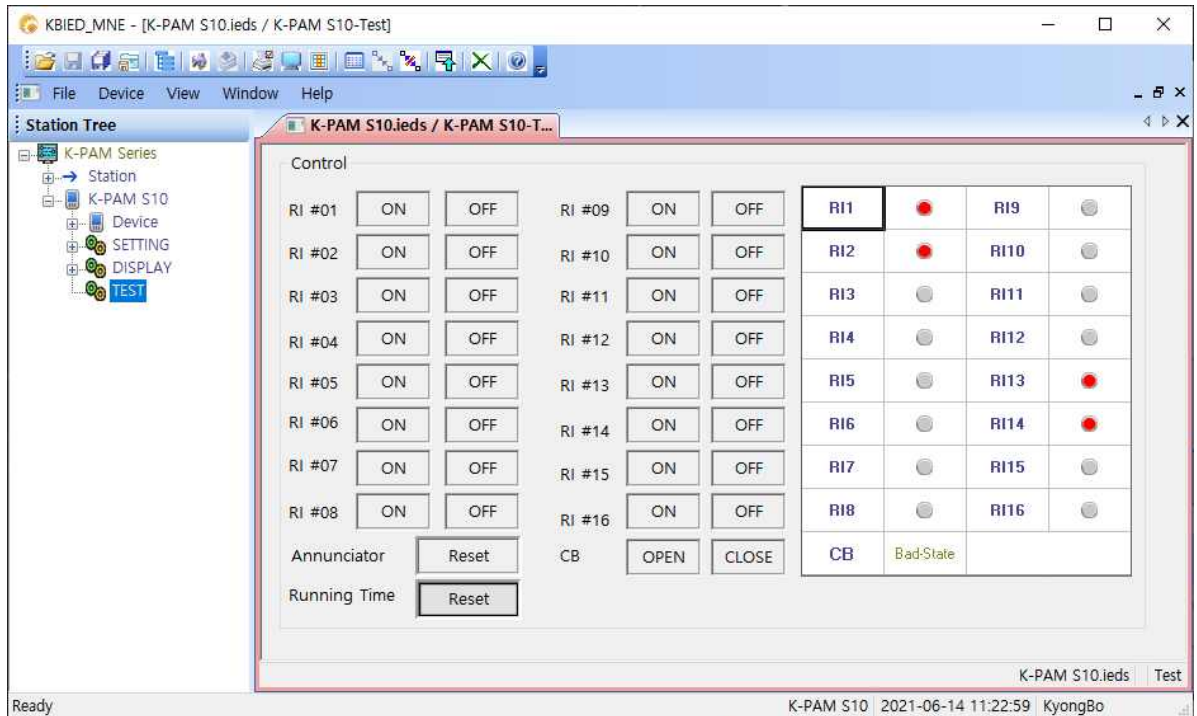 KBIED_MNE - [K-PAM S10.ieds / K-PAM S10-Test]
File Device View Window Help
Station Tree
K-PAM S10.ieds / K-PAM S10-T...
K-PAM Series
Station
K-PAM S10
Device
SETTING
DISPLAY
TEST
Control
RI #01 ON OFF RI #09 ON OFF RI1 RI9
RI #02 ON OFF RI #10 ON OFF RI2 RI10
RI #03 ON OFF RI #11 ON OFF RI3 RI11
RI #04 ON OFF RI #12 ON OFF RI4 RI12
RI #05 ON OFF RI #13 ON OFF RI5 RI13
RI #06 ON OFF RI #14 ON OFF RI6 RI14
RI #07 ON OFF RI #15 ON OFF RI7 RI15
RI #08 ON OFF RI #16 ON OFF RI8 RI16
Annunciator Reset CB OPEN CLOSE CB Bad-State
Running Time Reset
K-PAM S10.ieds Test
Ready K-PAM S10 2021-06-14 11:22:59 KyongBo